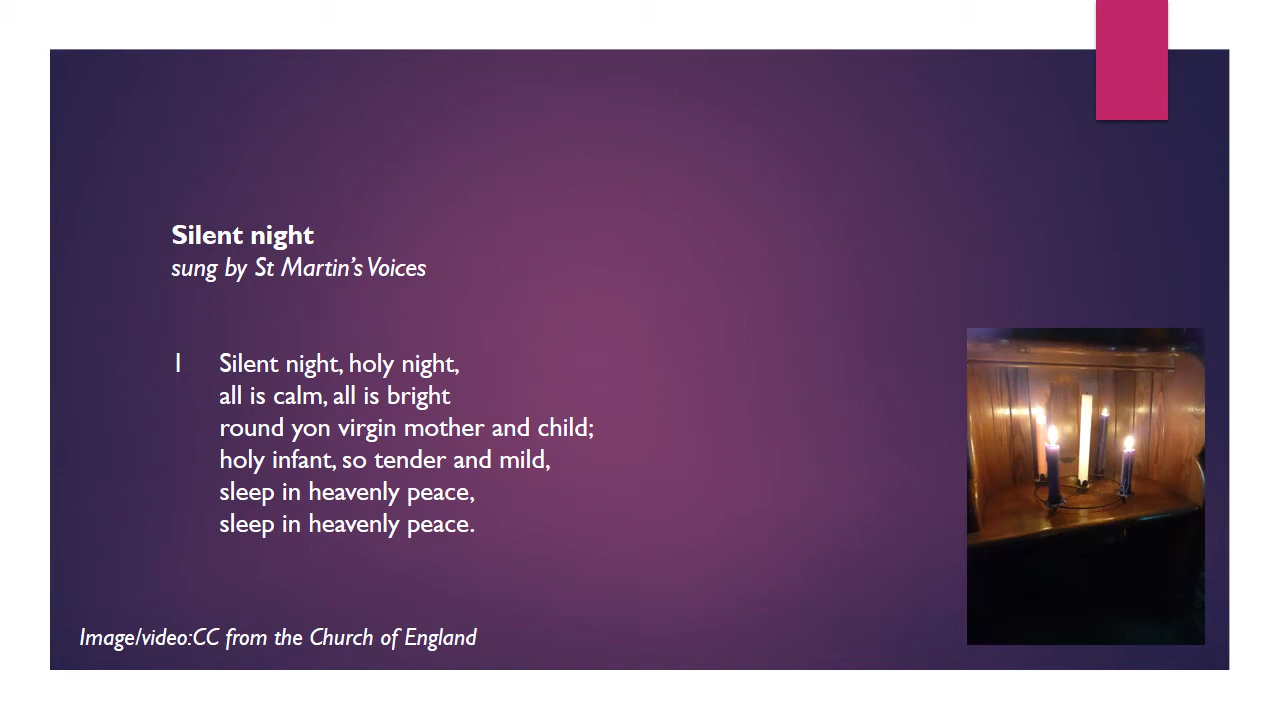 Silent night
sung by St Martin's Voices
1 Silent night, holy night,
all is calm, all is bright
round yon virgin mother and child;
holy infant, so tender and mild,
sleep in heavenly peace,
sleep in heavenly peace.
Image/video:CC from the Church of England